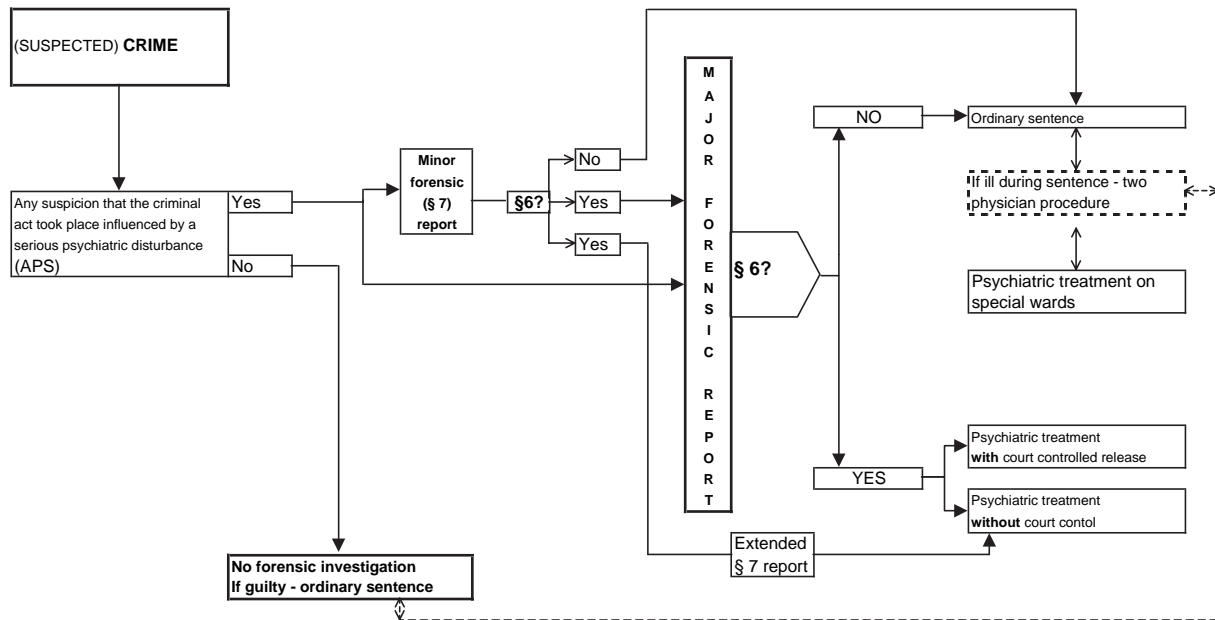 (SUSPECTED) CRIME
Any suspicion that the criminal
act took place influenced by a
serious psychiatric disturbance
(APS)
Yes
No
No forensic investigation
If guilty - ordinary sentence
Minor
forensic
(§ 7)
report
§6?
No
Yes
Yes
Extended
§ 7 report
M
A
J
O
R
F
O
R
E
N
S
I
C
R
E
P
O
R
T
§ 6?
NO
YES
Ordinary sentence
If ill during sentence - two
physician procedure
Psychiatric treatment on
special wards
Psychiatric treatment
with court controlled release
Psychiatric treatment
without court contol